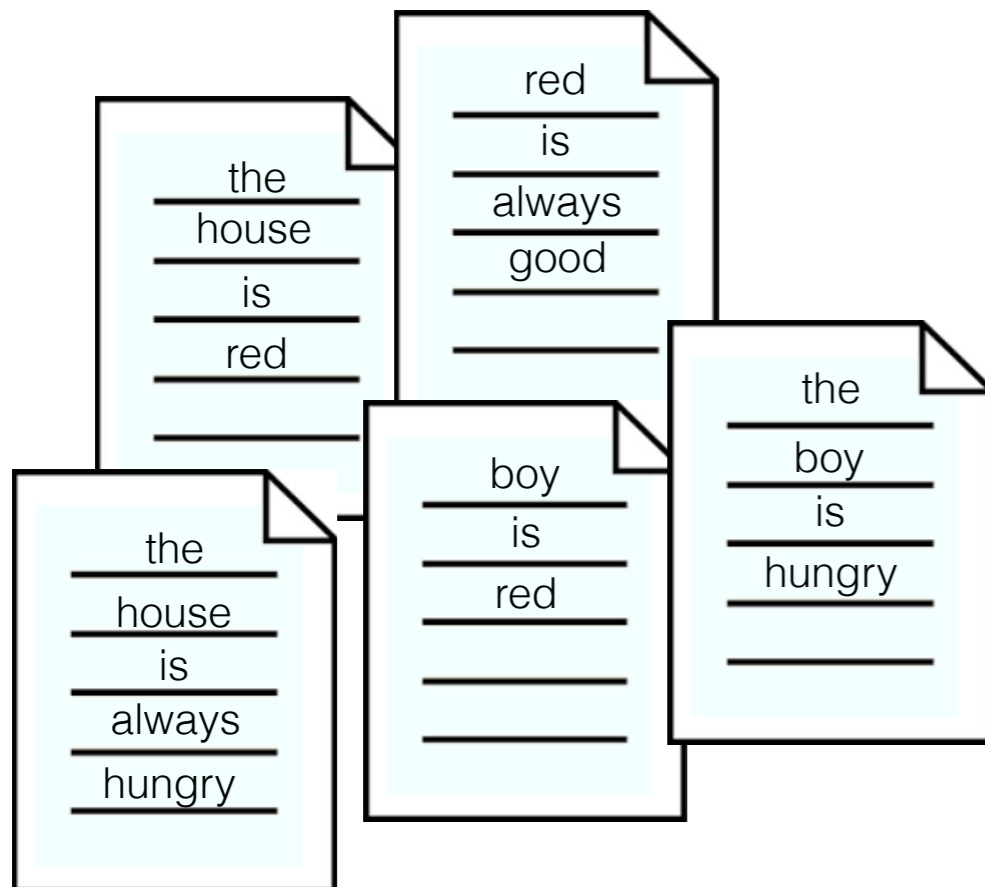 the
house
is
red
red
is
always
good
the
house
is
always
hungry
boy
is
red
the
boy
is
hungry